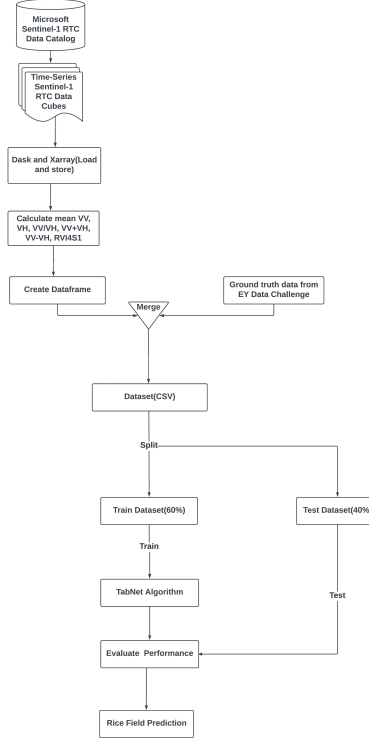 Microsoft
Sentinel-1 RTC
Data Catalog
Time-Series
Sentinel-1
RTC Data
Cubes
Dask and Xarray(Load
and store)
Calculate mean VV,
VH, VV/VH, VV+VH,
VV-VH, RVI4S1
Create Dataframe
Ground truth data from
EY Data Challenge
Merge
Dataset(CSV)
Split
Train Dataset(60%)
Test Dataset(40%
Train
TabNet Algorithm
Test
Evaluate Performance
Rice Field Prediction